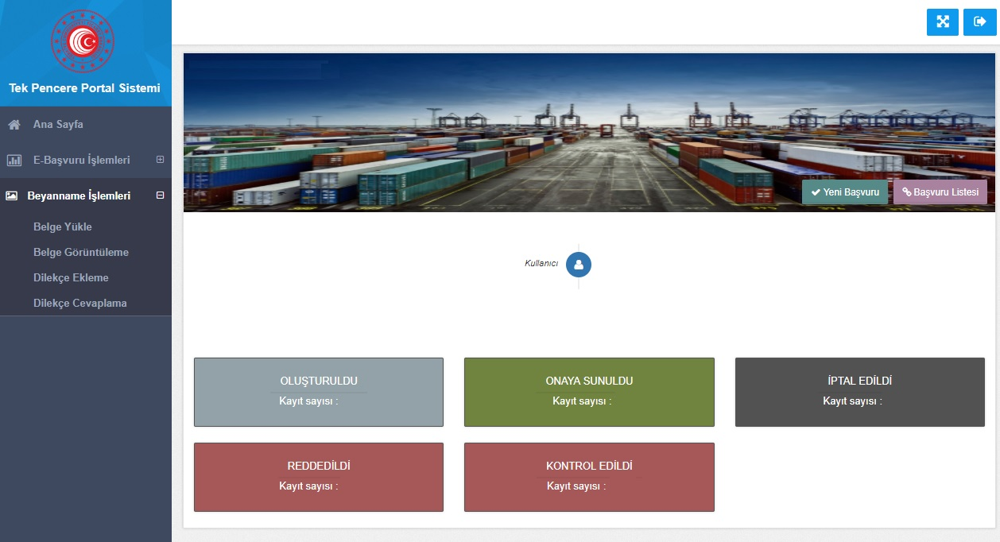 Tek Pencere Portal Sistemi
Ana Sayfa
E-Başvuru İşlemleri
Beyanname İşlemleri
Belge Yükle
Belge Görüntüleme
Dilekçe Ekleme
Dilekçe Cevaplama
Yeni Başvuru
Başvuru Listesi
Kullanıcı
OLUŞTURULDU
Kayıt sayısı :
ONAYA SUNULDU
Kayıt sayısı :
İPTAL EDİLDİ
Kayıt sayısı :
REDDEDİLDİ
Kayıt sayısı :
KONTROL EDİLDİ
Kayıt sayısı :